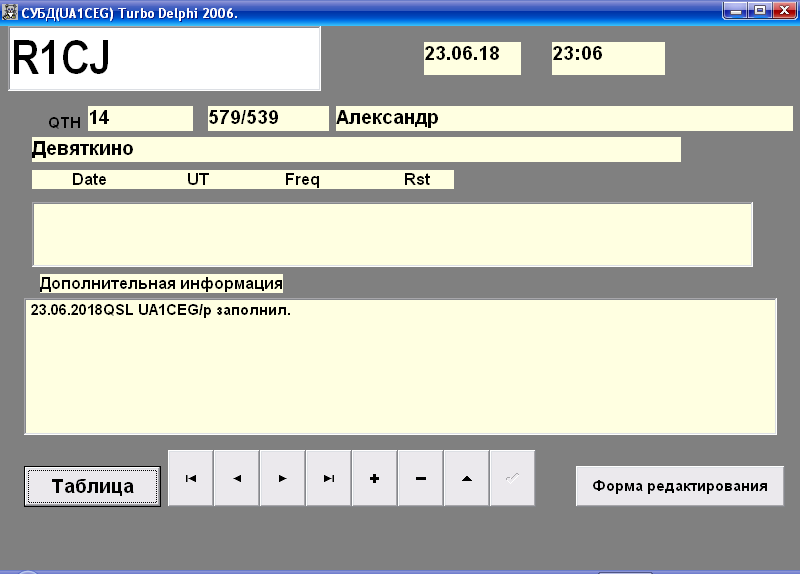 СУБД(UA1CEG) Turbo Delphi 2006.
R1CJ
23.06.18 23:06
QTH 14 579/539 Александр
Девяткино
Date UT Freq Rst
Дополнительная информация
23.06.2018QSL UA1CEG/p заполнил.
Таблица
Форма редактирования